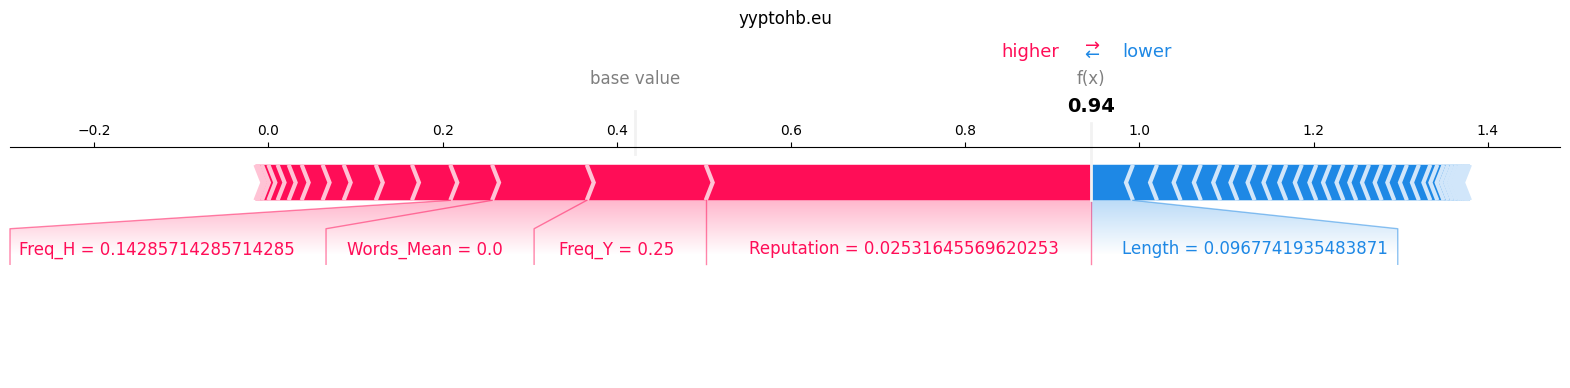 yyptohb.eu
higher ⇄ lower
base value f(x)
0.94
−0.2 0.0 0.2 0.4 0.6 0.8 1.0 1.2 1.4
Freq_H = 0.14285714285714285 Words_Mean = 0.0 Freq_Y = 0.25 Reputation = 0.02531645569620253 Length = 0.0967741935483871